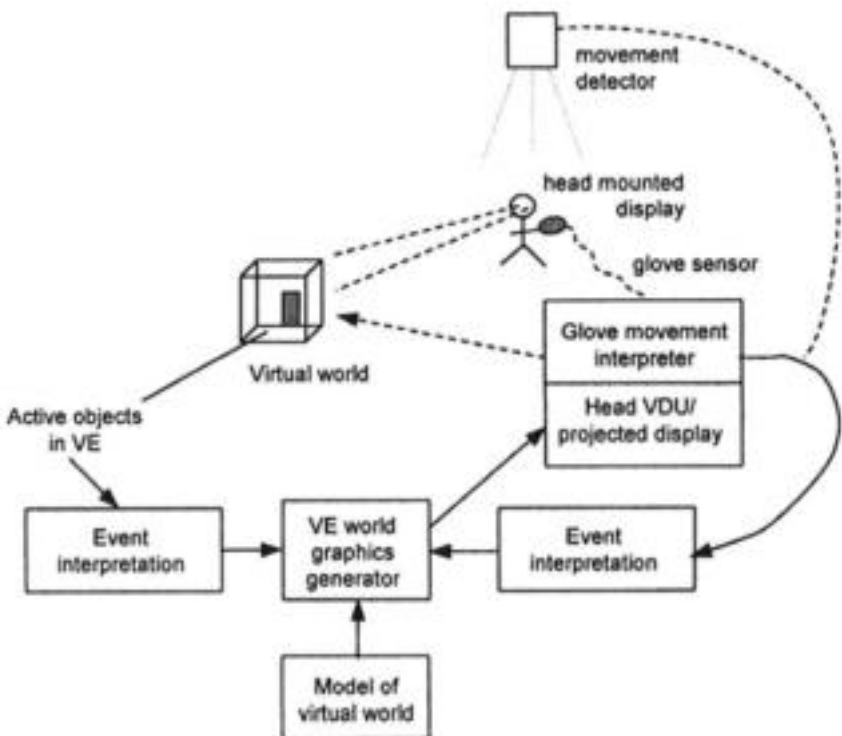 movement
detector
head mounted
display
glove sensor
Glove movement
interpreter
Virtual world
Head VDU/
projected display
Active objects
in VE
Event
interpretation
VE world
graphics
generator
Event
interpretation
Model of
virtual world